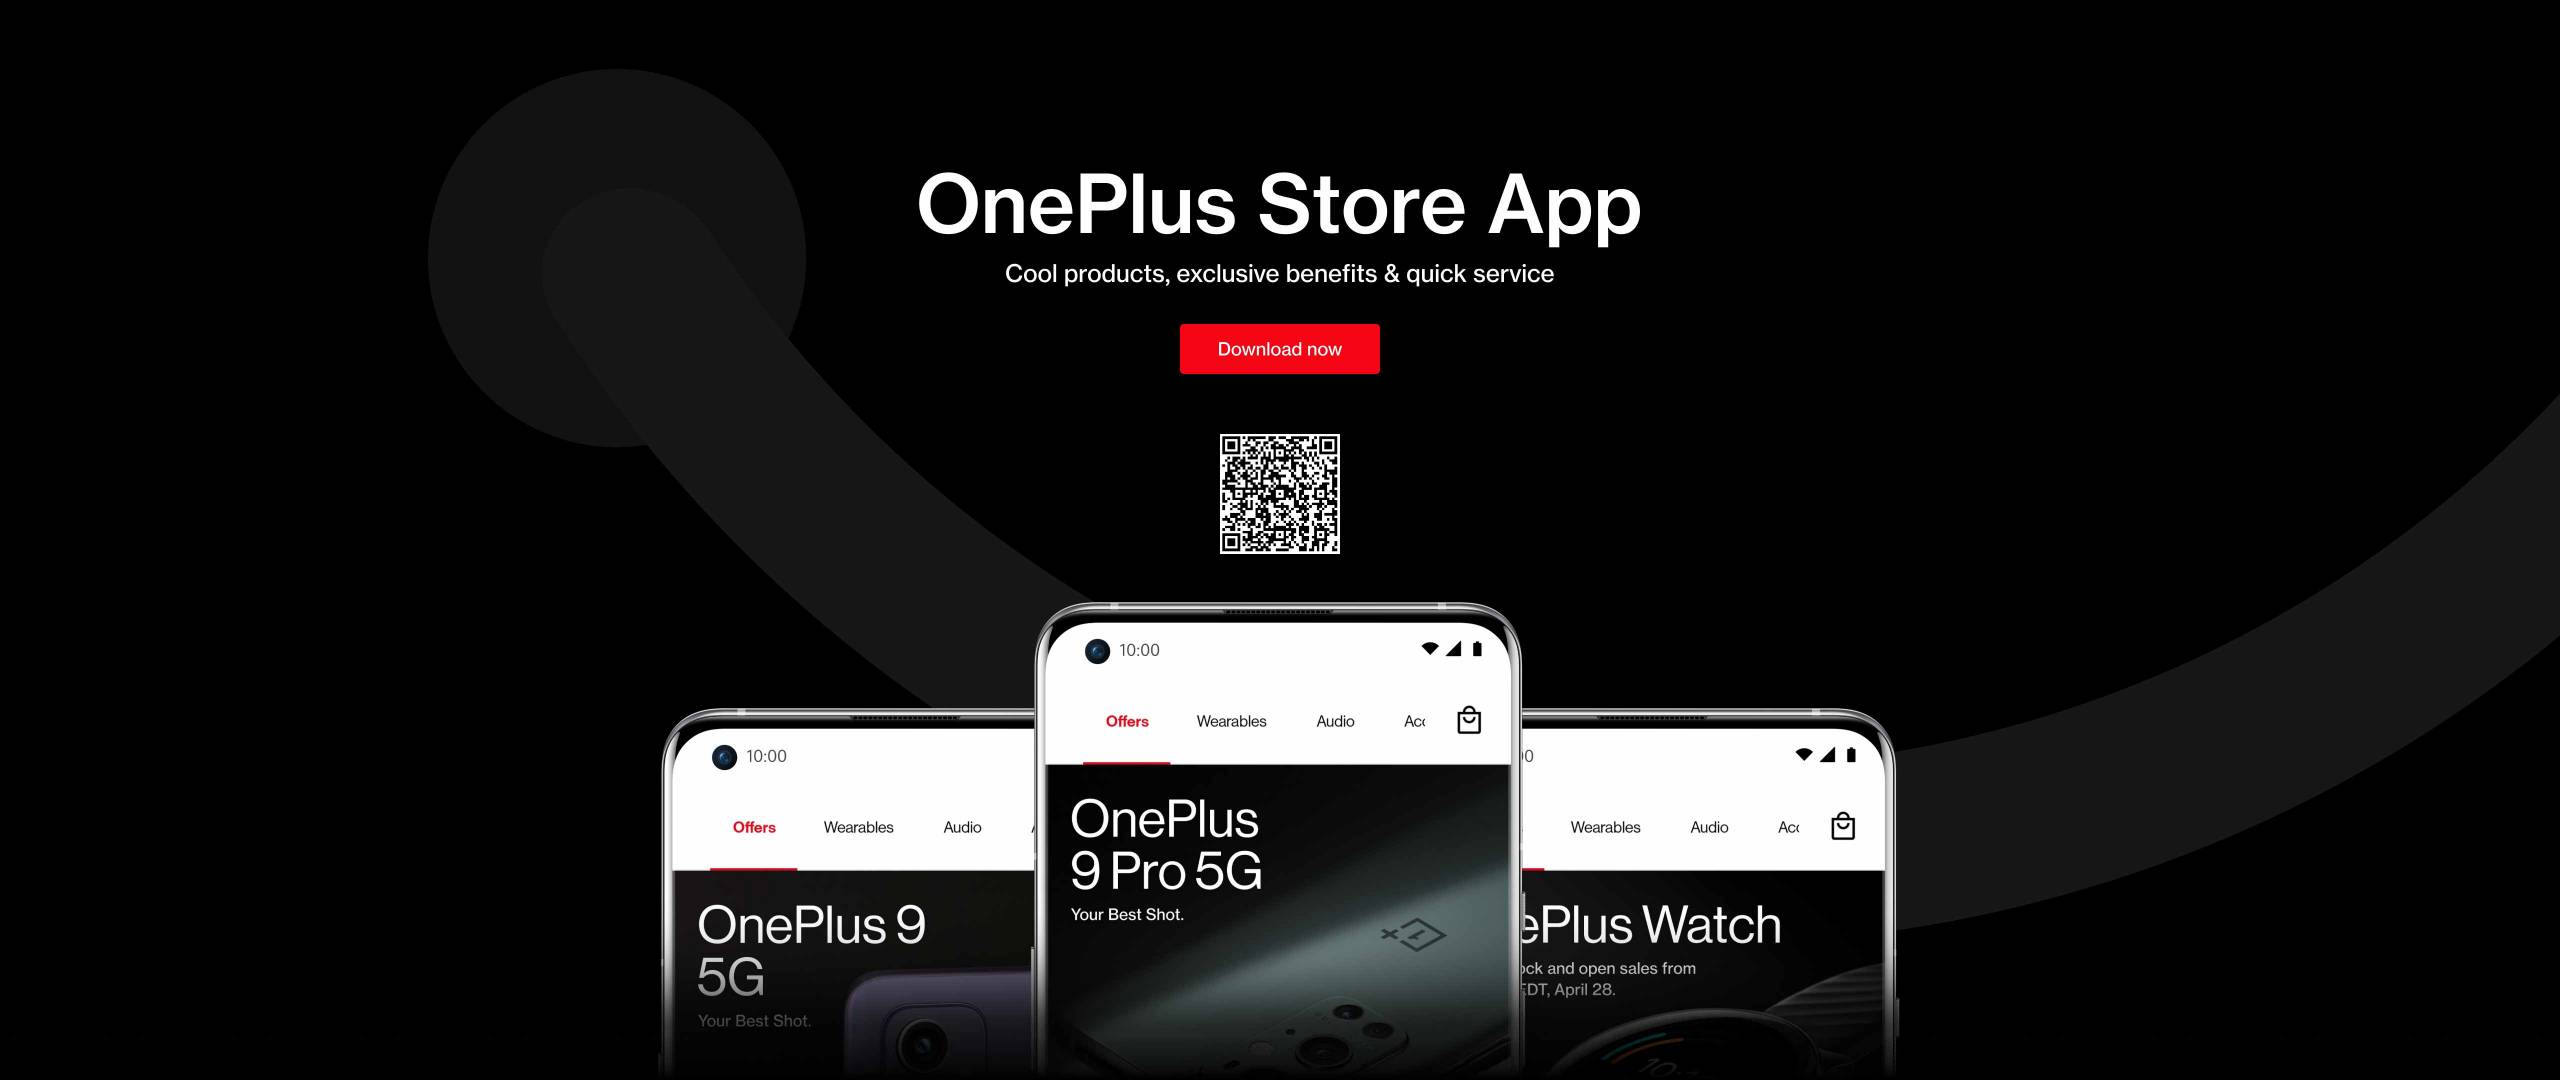 OnePlus Store App
Cool products, exclusive benefits & quick service
Download now
10:00
Offers Wearables Audio
OnePlus 9
5G
Your Best Shot.
10:00
Offers Wearables Audio Acc
OnePlus
9 Pro 5G
Your Best Shot.
Wearables Audio Acc
ePlus Watch
ock and open sales from
EDT, April 28.